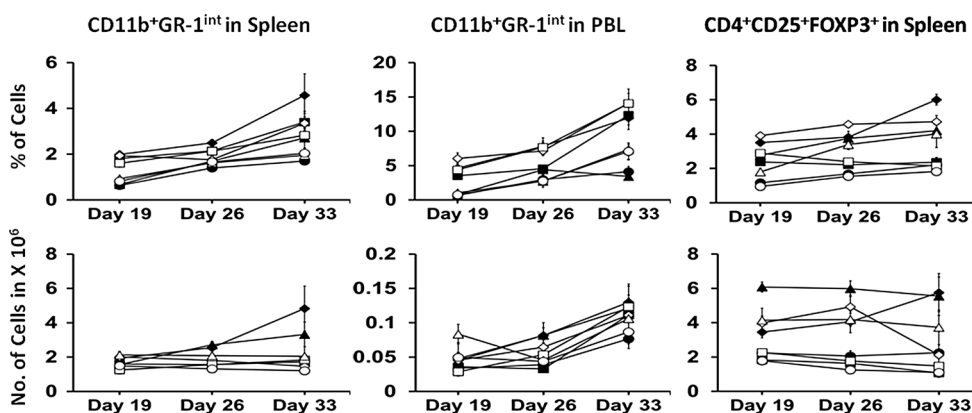 CD11b⁺GR-1ⁱⁿᵗ in Spleen
CD11b⁺GR-1ⁱⁿᵗ in PBL
CD4⁺CD25⁺FOXP3⁺ in Spleen
% of Cells
6
4
2
0
Day 19 Day 26 Day 33
20
15
10
5
0
Day 19 Day 26 Day 33
8
6
4
2
0
Day 19 Day 26 Day 33
No. of Cells in X 10⁶
6
4
2
0
Day 19 Day 26 Day 33
0.2
0.15
0.1
0.05
0
Day 19 Day 26 Day 33
8
6
4
2
0
Day 19 Day 26 Day 33